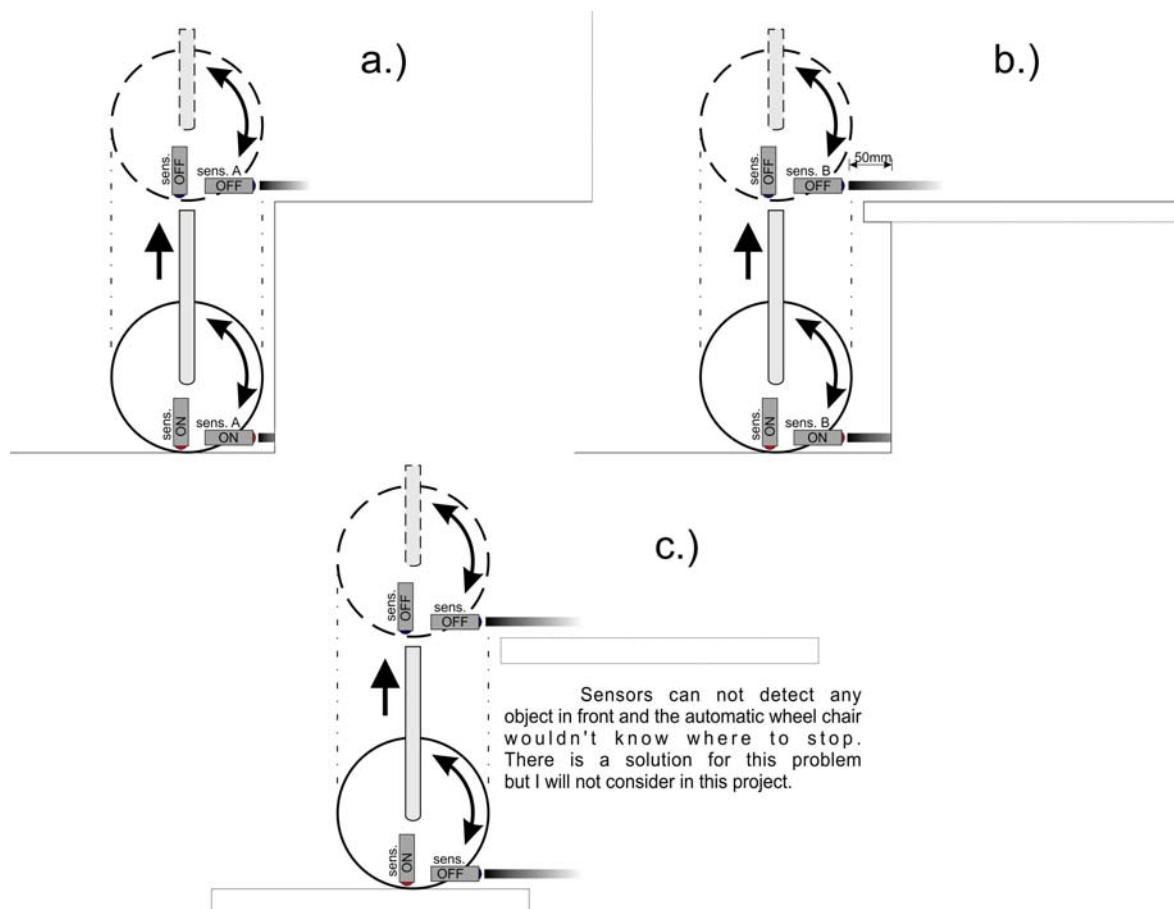 a.)
sens.
OFF
sens. A
OFF
sens.
ON
sens. A
ON
b.)
50mm
sens.
OFF
sens. B
OFF
sens.
ON
sens. B
ON
c.)
sens.
OFF
sens.
OFF
Sensors can not detect any
object in front and the automatic wheel chair
wouldn't know where to stop.
There is a solution for this problem
but I will not consider in this project.
sens.
ON
sens.
OFF